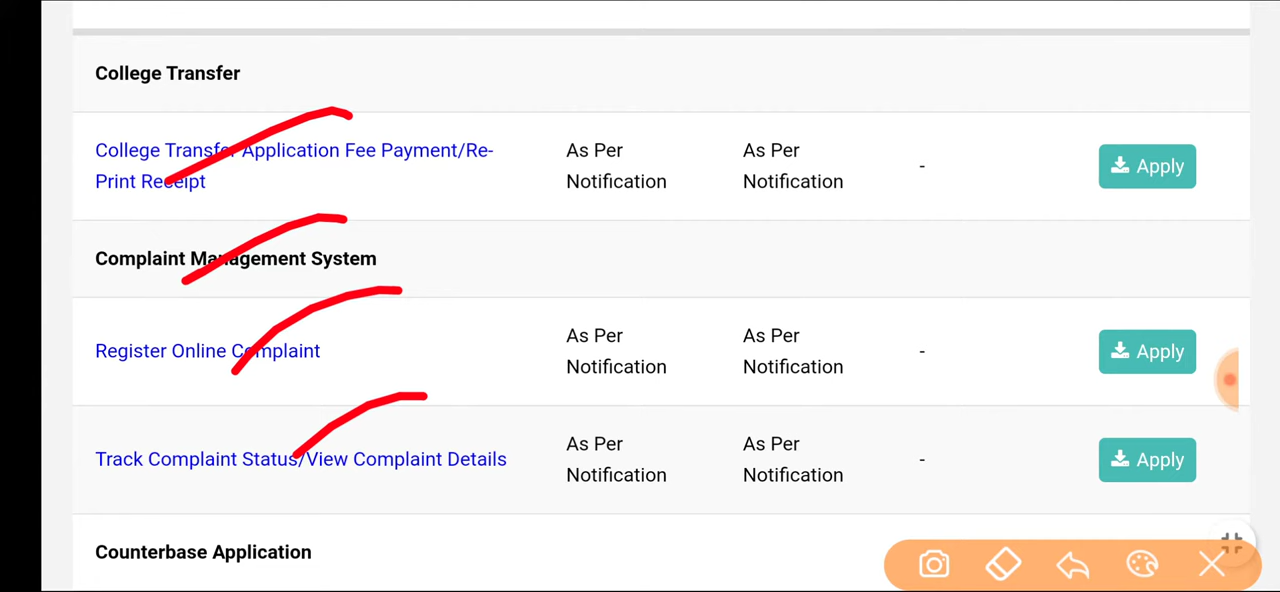 College Transfer
College Transfer Application Fee Payment/Re-
Print Receipt
As Per
Notification
As Per
Notification
-
Apply
Complaint Management System
Register Online Complaint
As Per
Notification
As Per
Notification
-
Apply
Track Complaint Status/View Complaint Details
As Per
Notification
As Per
Notification
-
Apply
Counterbase Application